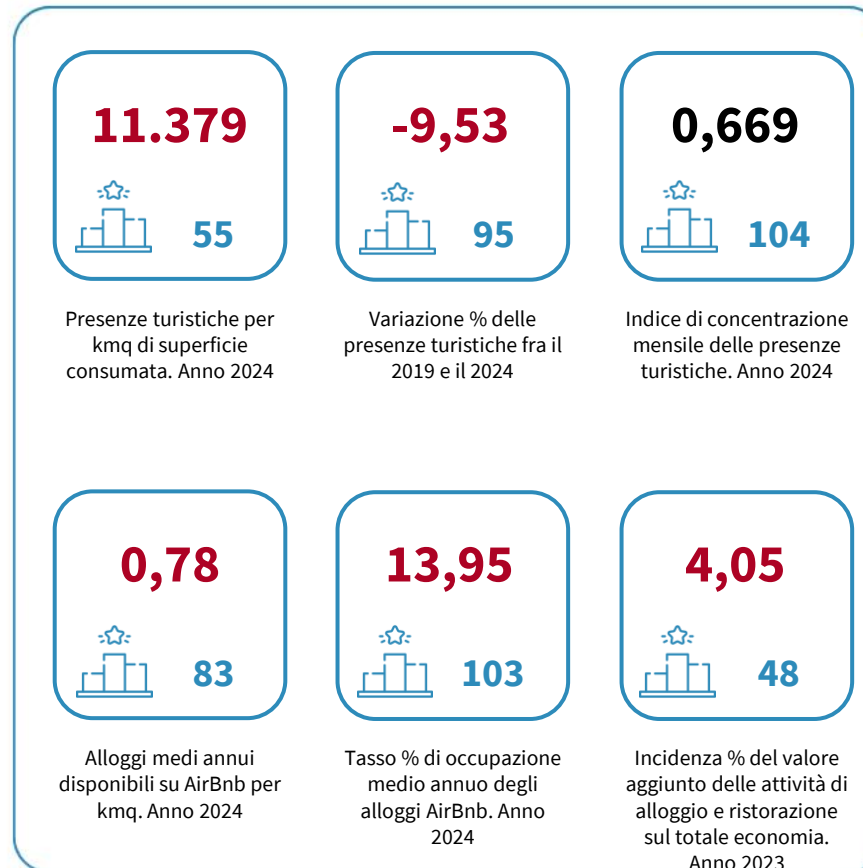 11.379
55
Presenze turistiche per
kmq di superficie
consumata. Anno 2024
-9,53
95
Variazione % delle
presenze turistiche fra il
2019 e il 2024
0,669
104
Indice di concentrazione
mensile delle presenze
turistiche. Anno 2024
0,78
83
Alloggi medi annui
disponibili su AirBnb per
kmq. Anno 2024
13,95
103
Tasso % di occupazione
medio annuo degli
alloggi AirBnb. Anno
2024
4,05
48
Incidenza % del valore
aggiunto delle attività di
alloggio e ristorazione
sul totale economia.
Anno 2023